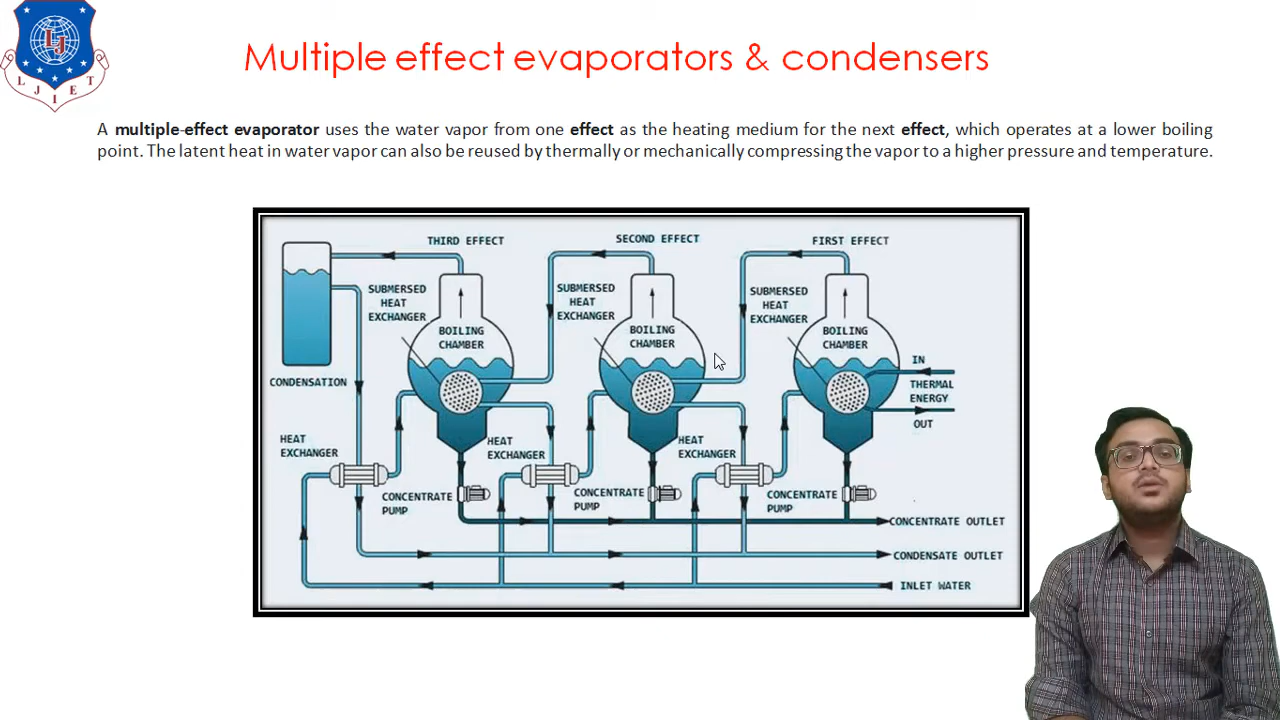 LJ
L J I E T
Multiple effect evaporators & condensers
A multiple-effect evaporator uses the water vapor from one effect as the heating medium for the next effect, which operates at a lower boiling
point. The latent heat in water vapor can also be reused by thermally or mechanically compressing the vapor to a higher pressure and temperature.
THIRD EFFECT
SECOND EFFECT
FIRST EFFECT
SUBMERSED
HEAT
EXCHANGER
SUBMERSED
HEAT
EXCHANGER
SUBMERSED
HEAT
EXCHANGER
BOILING
CHAMBER
BOILING
CHAMBER
BOILING
CHAMBER
IN
THERMAL
ENERGY
OUT
CONDENSATION
HEAT
EXCHANGER
HEAT
EXCHANGER
HEAT
EXCHANGER
CONCENTRATE
PUMP
CONCENTRATE
PUMP
CONCENTRATE
PUMP
CONCENTRATE OUTLET
CONDENSATE OUTLET
INLET WATER